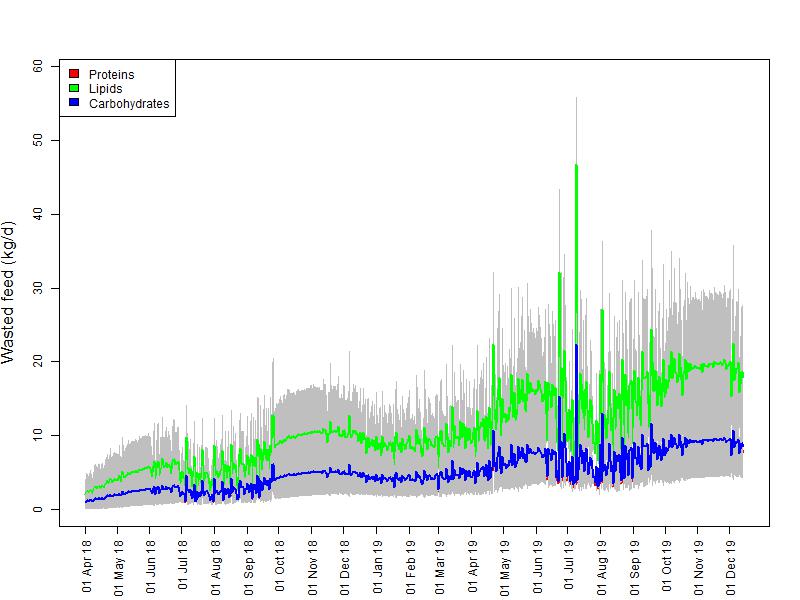 Proteins
Lipids
Carbohydrates
Wasted feed (kg/d)
60
50
40
30
20
10
0
01 Apr 18
01 May 18
01 Jun 18
01 Jul 18
01 Aug 18
01 Sep 18
01 Oct 18
01 Nov 18
01 Dec 18
01 Jan 19
01 Feb 19
01 Mar 19
01 Apr 19
01 May 19
01 Jun 19
01 Jul 19
01 Aug 19
01 Sep 19
01 Oct 19
01 Nov 19
01 Dec 19